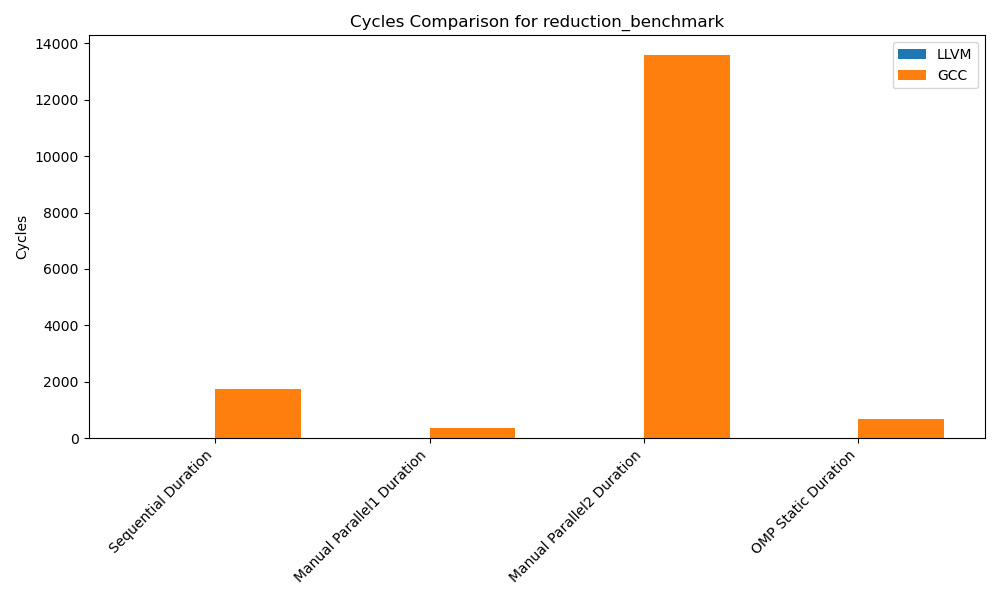 Cycles Comparison for reduction_benchmark
LLVM
GCC
Cycles
14000
12000
10000
8000
6000
4000
2000
0
Sequential Duration
Manual Parallel1 Duration
Manual Parallel2 Duration
OMP Static Duration